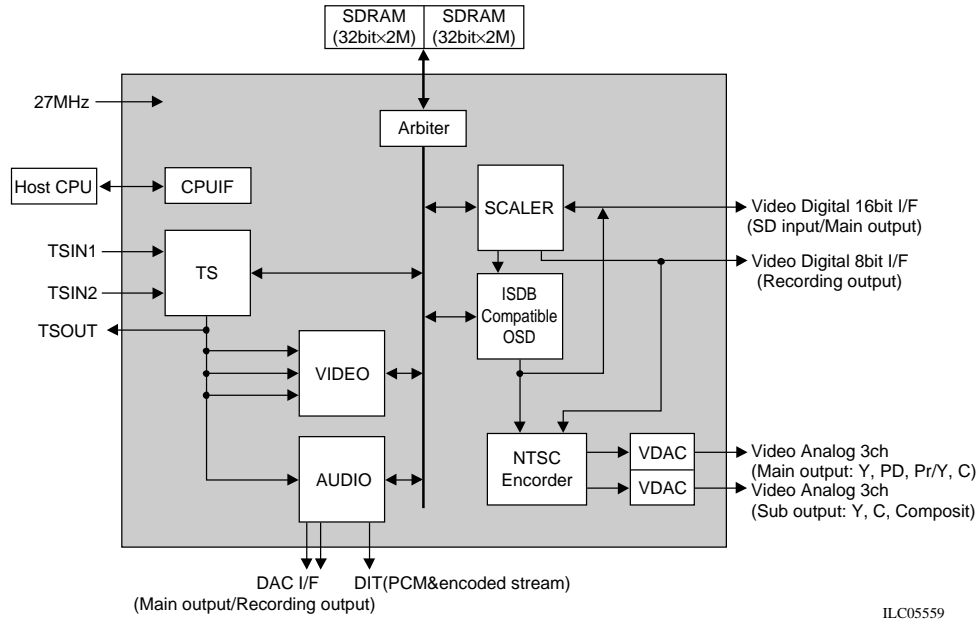 SDRAM
(32bit×2M)
SDRAM
(32bit×2M)
27MHz
Arbiter
Host CPU
CPUIF
SCALER
Video Digital 16bit I/F
(SD input/Main output)
TSIN1
TS
Video Digital 8bit I/F
(Recording output)
TSIN2
ISDB
Compatible
OSD
TSOUT
VIDEO
NTSC
Encorder
VDAC
Video Analog 3ch
(Main output: Y, PD, Pr/Y, C)
AUDIO
VDAC
Video Analog 3ch
(Sub output: Y, C, Composit)
DAC I/F
(Main output/Recording output)
DIT(PCM&encoded stream)
ILC05559